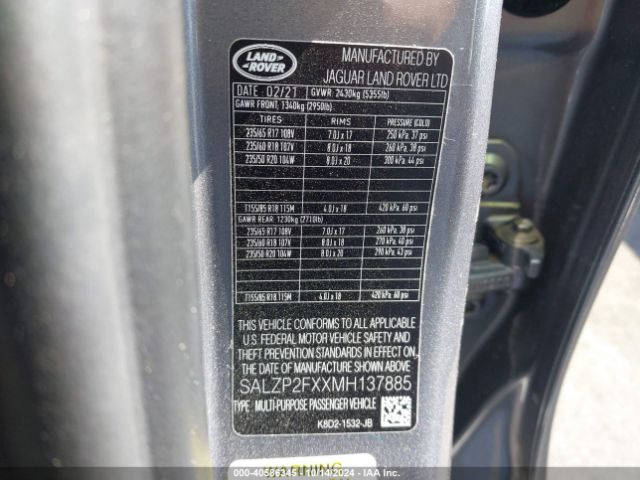 LAND
ROVER
MANUFACTURED BY
JAGUAR LAND ROVER LTD
DATE 02/21 GVWR: 2430kg (5355lb)
GAWR FRONT: 1340kg (2950lb)
TIRES RIMS PRESSURE (COLD)
235/65 R17 108V 7.0J x 17 250 kPa, 37 psi
235/60 R18 107V 8.0J x 18 260 kPa, 38 psi
235/50 R20 104W 8.0J x 20 300 kPa, 44 psi
T155/85 R18 115M 4.0J x 18 420 kPa, 60 psi
GAWR REAR: 1230kg (2710lb)
235/65 R17 108V 7.0J x 17 260 kPa, 38 psi
235/60 R18 107V 8.0J x 18 270 kPa, 40 psi
235/50 R20 104W 8.0J x 20 290 kPa, 43 psi
T155/85 R18 115M 4.0J x 18 420 kPa, 60 psi
THIS VEHICLE CONFORMS TO ALL APPLICABLE
U.S. FEDERAL MOTOR VEHICLE SAFETY AND
THEFT PREVENTION STANDARDS IN EFFECT ON
THE DATE OF MANUFACTURE SHOWN ABOVE
SALZP2FXXMH137885
TYPE: MULTI-PURPOSE PASSENGER VEHICLE
K8D2-1532-JB
WARNING
00-40586345 - 10/14/2024 - IAA Inc.